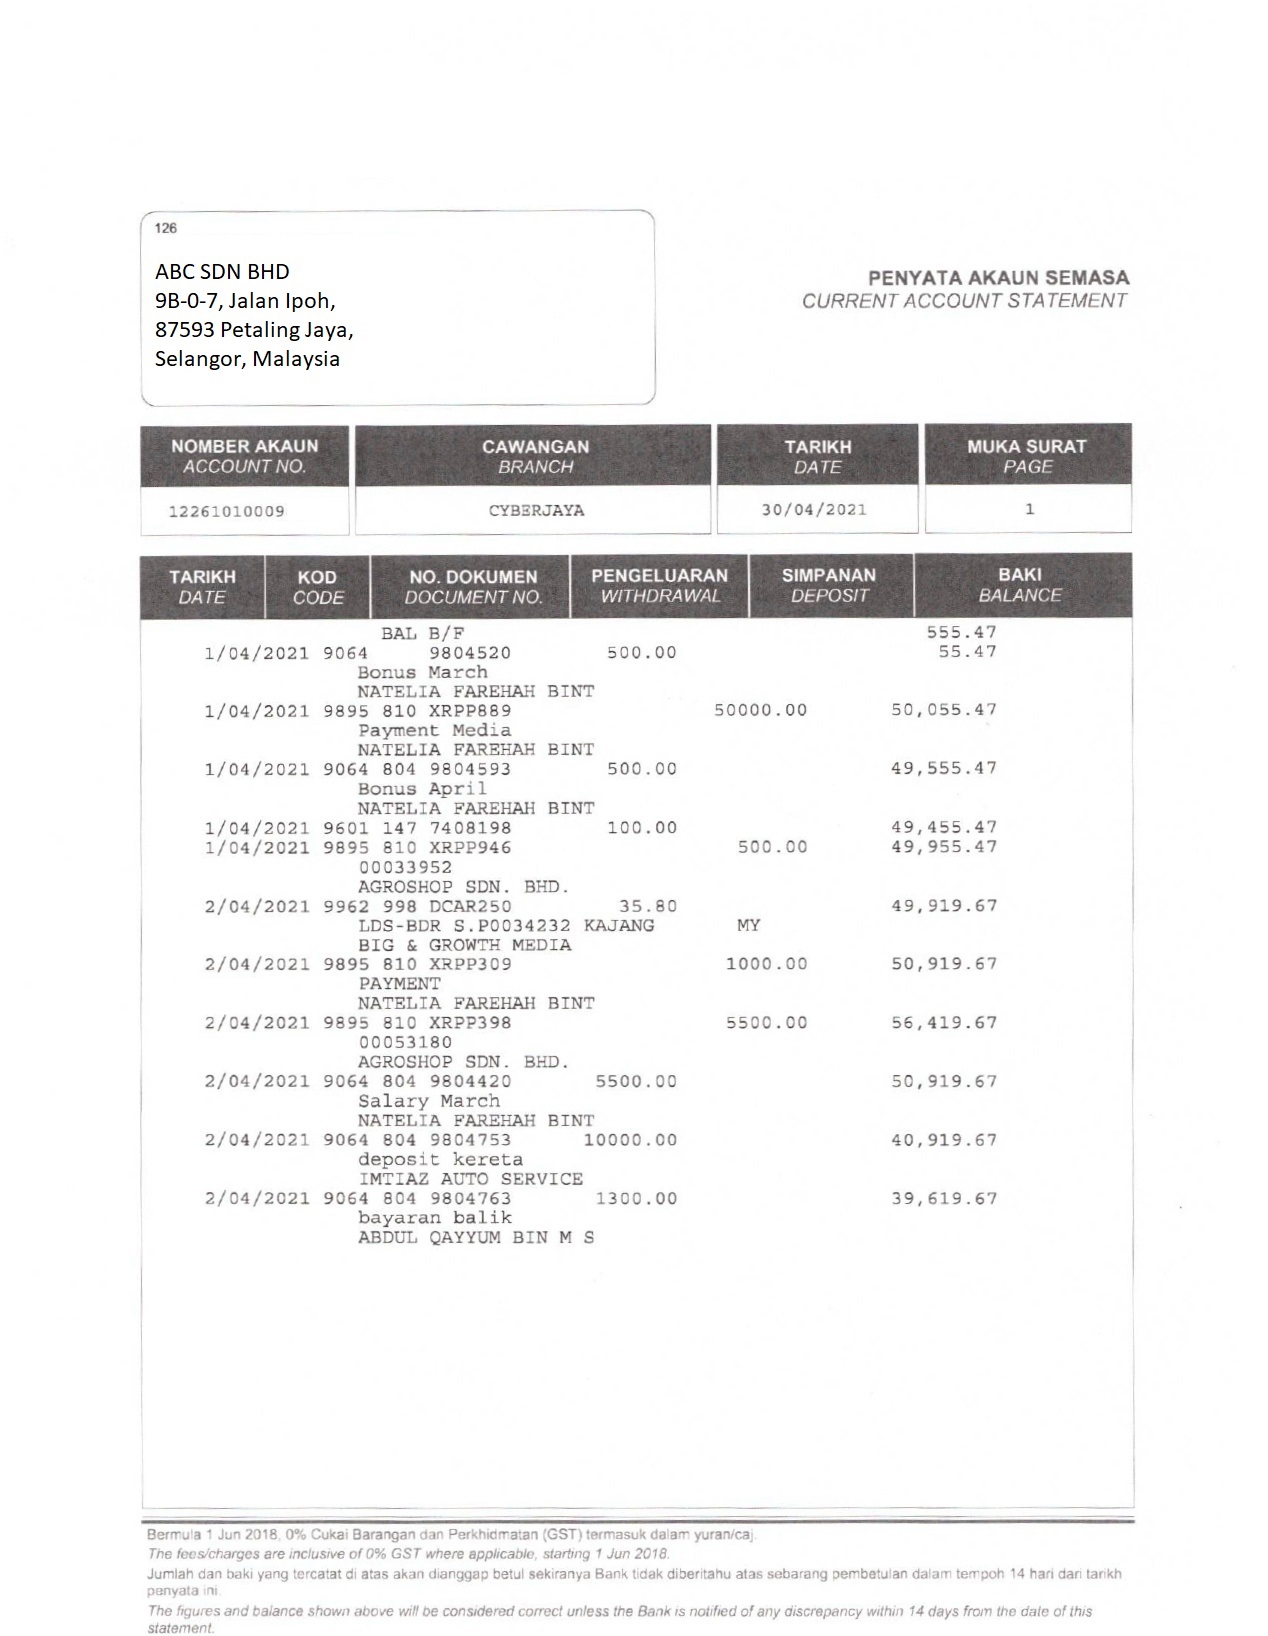 126
ABC SDN BHD
9B-0-7, Jalan Ipoh,
87593 Petaling Jaya,
Selangor, Malaysia
PENYATA AKAUN SEMASA
CURRENT ACCOUNT STATEMENT
NOMBER AKAUN CAWANGAN TARIKH MUKA SURAT
ACCOUNT NO. BRANCH DATE PAGE
12261010009 CYBERJAYA 30/04/2021 1
TARIKH KOD NO. DOKUMEN PENGELUARAN SIMPANAN BAKI
DATE CODE DOCUMENT NO. WITHDRAWAL DEPOSIT BALANCE
BAL B/F 555.47
1/04/2021 9064 9804520 500.00 55.47
Bonus March
NATELIA FAREHAH BINT
1/04/2021 9895 810 XRPP889 50000.00 50,055.47
Payment Media
NATELIA FAREHAH BINT
1/04/2021 9064 804 9804593 500.00 49,555.47
Bonus April
NATELIA FAREHAH BINT
1/04/2021 9601 147 7408198 100.00 49,455.47
1/04/2021 9895 810 XRPP946 500.00 49,955.47
00033952
AGROSHOP SDN. BHD.
2/04/2021 9962 998 DCAR250 35.80 49,919.67
LDS-BDR S.P0034232 KAJANG MY
BIG & GROWTH MEDIA
2/04/2021 9895 810 XRPP309 1000.00 50,919.67
PAYMENT
NATELIA FAREHAH BINT
2/04/2021 9895 810 XRPP398 5500.00 56,419.67
00053180
AGROSHOP SDN. BHD.
2/04/2021 9064 804 9804420 5500.00 50,919.67
Salary March
NATELIA FAREHAH BINT
2/04/2021 9064 804 9804753 10000.00 40,919.67
deposit kereta
IMTIAZ AUTO SERVICE
2/04/2021 9064 804 9804763 1300.00 39,619.67
bayaran balik
ABDUL QAYYUM BIN M S
Bermula 1 Jun 2018, 0% Cukai Barangan dan Perkhidmatan (GST) termasuk dalam yuran/caj.
The fees/charges are inclusive of 0% GST where applicable, starting 1 Jun 2018.
Jumlah dan baki yang tercatat di atas akan dianggap betul sekiranya Bank tidak diberitahu atas sebarang pembetulan dalam tempoh 14 hari dari tarikh
penyata ini.
The figures and balance shown above will be considered correct unless the Bank is notified of any discrepancy within 14 days from the date of this
statement.